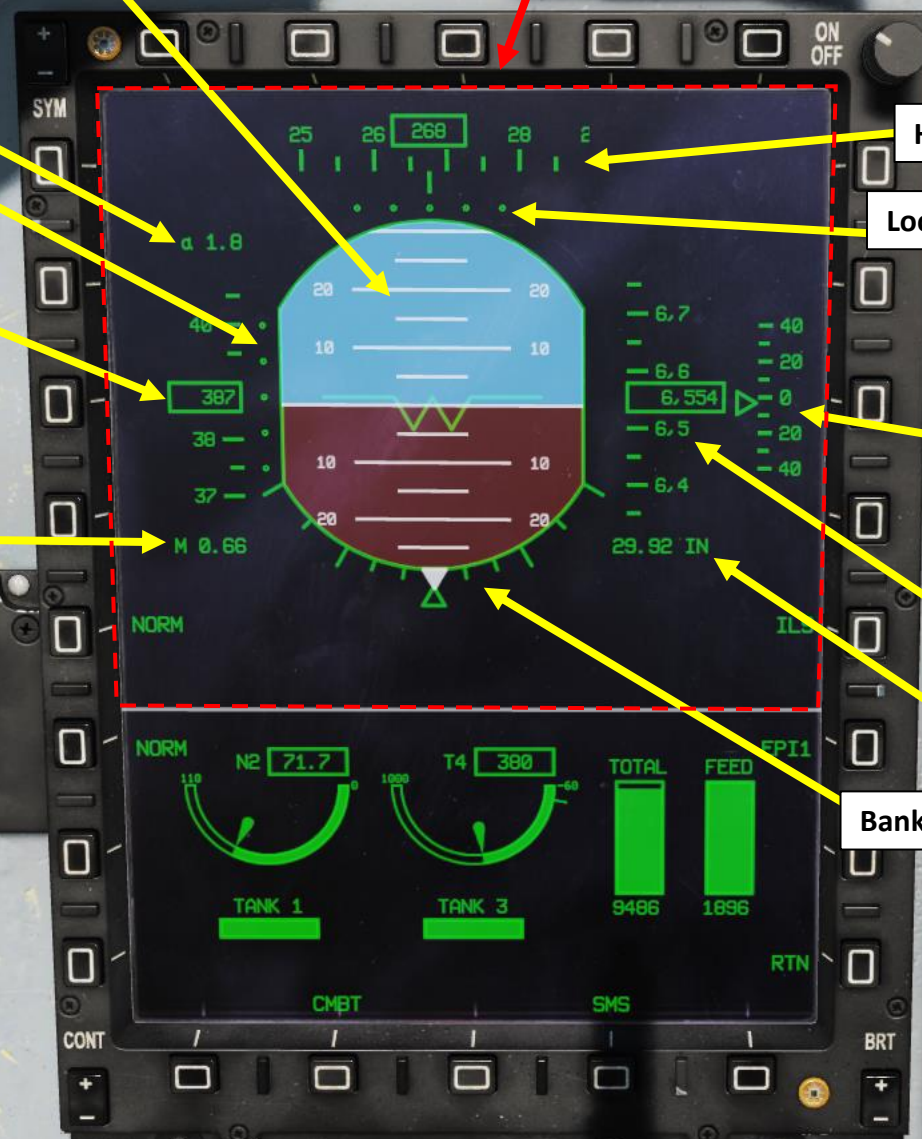 ON
OFF
SYM
25 26 268 28
α 1.8
20 20
10 10
10 10
20 20
40
387
38
37
M 0.66
6,7
6,6
6,554
6,5
6,4
29.92 IN
40
20
0
20
40
NORM
NORM EPI1
N2 71.7 T4 380 TOTAL FEED
110 0 1000 -60
Bank
TANK 1 TANK 3 9486 1896
RTN
CMBT SMS
CONT BRT